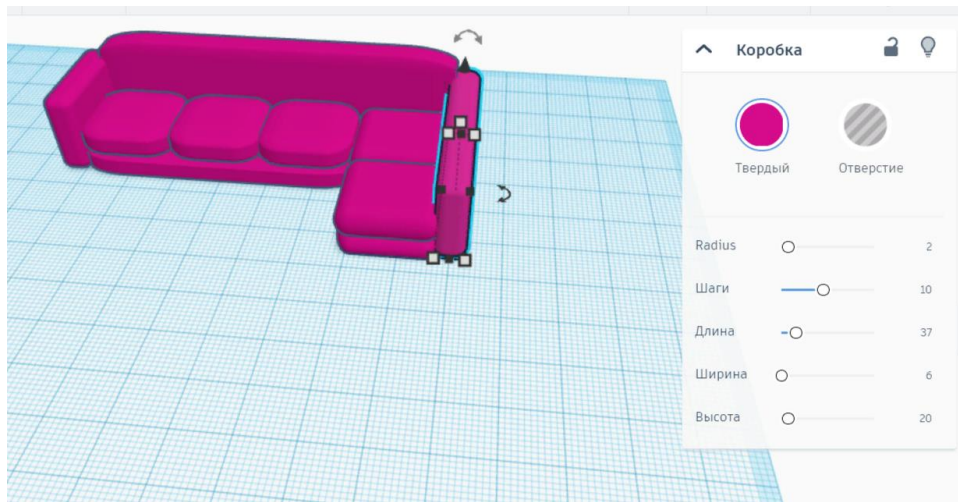 Коробка
Твердый
Отверстие
Radius 2
Шаги 10
Длина 37
Ширина 6
Высота 20